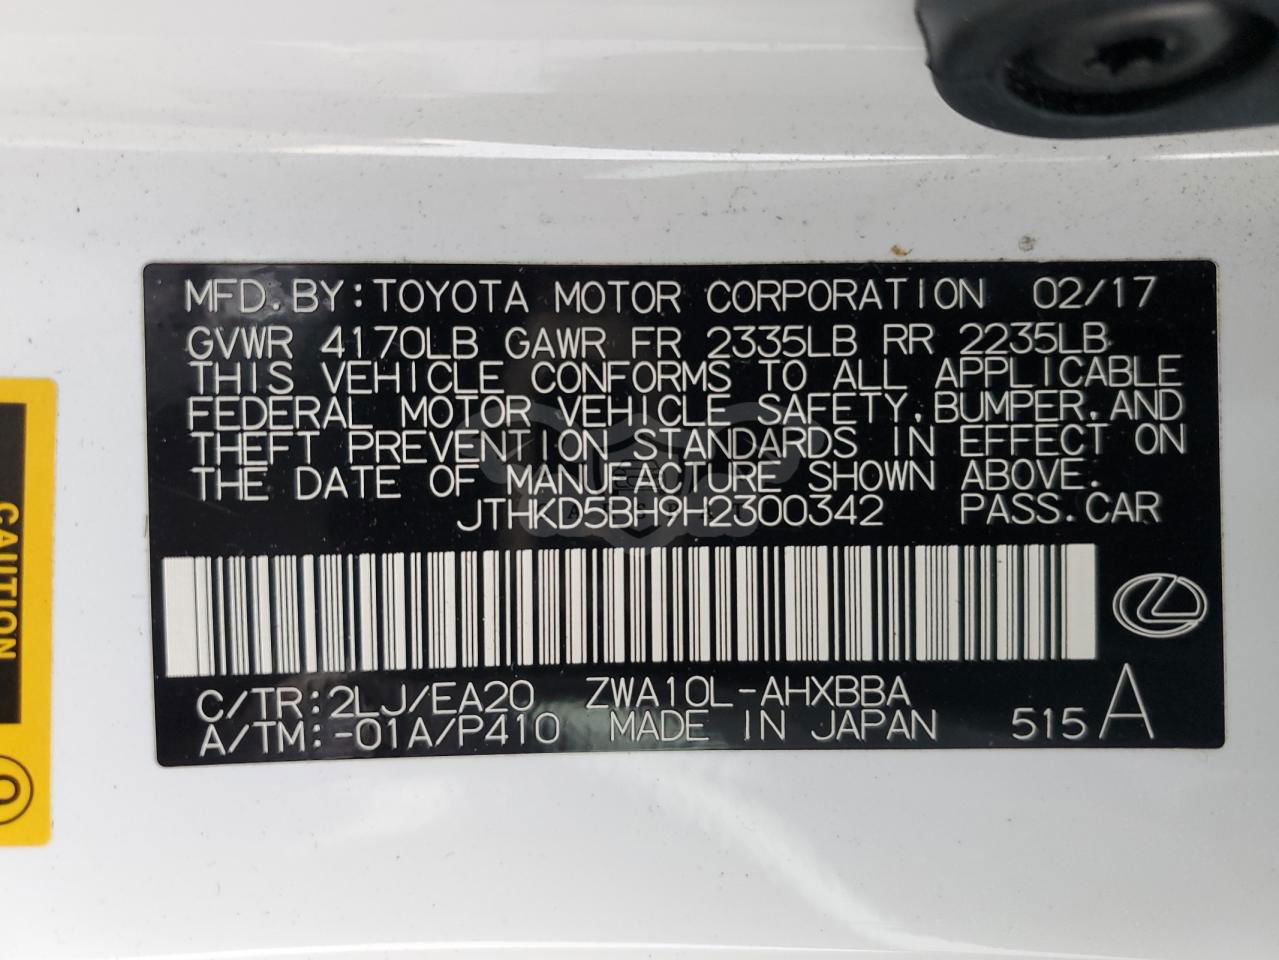 MFD.BY:TOYOTA MOTOR CORPORATION 02/17
GVWR 4170LB GAWR FR 2335LB RR 2235LB
THIS VEHICLE CONFORMS TO ALL APPLICABLE
FEDERAL MOTOR VEHICLE SAFETY,BUMPER,AND
THEFT PREVENTION STANDARDS IN EFFECT ON
THE DATE OF MANUFACTURE SHOWN ABOVE.
JTHKD5BH9H2300342 PASS.CAR
C/TR:2LJ/EA20 ZWA10L-AHXBBA
A/TM:-01A/P410 MADE IN JAPAN 515 A
CAUTION